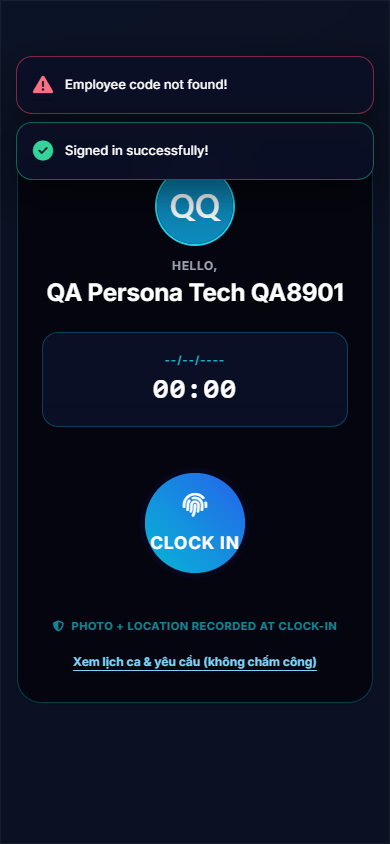 Employee code not found!
Signed in successfully!
QQ
HELLO,
QA Persona Tech QA8901
--/--/----
00:00
CLOCK IN
PHOTO + LOCATION RECORDED AT CLOCK-IN
Xem lịch ca & yêu cầu (không chấm công)